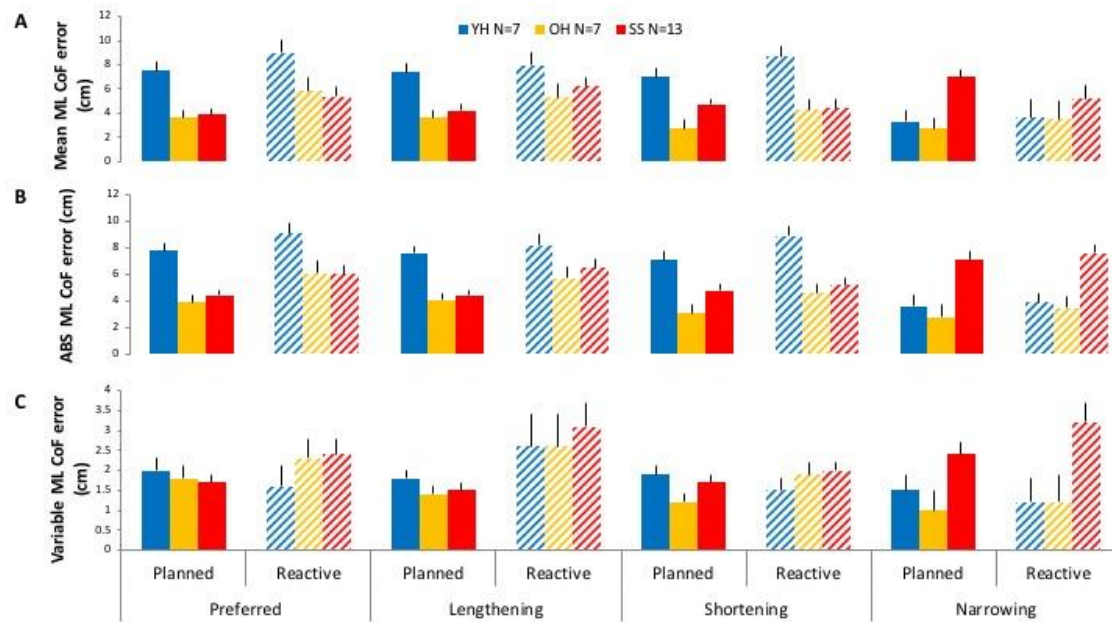 A
Mean ML CoF error
(cm)
12
10
8
6
4
2
0
YH N=7 OH N=7 SS N=13
B
ABS ML CoF error (cm)
12
10
8
6
4
2
0
C
Variable ML CoF error
(cm)
4
3.5
3
2.5
2
1.5
1
0.5
0
Planned Reactive Planned Reactive Planned Reactive Planned Reactive
Preferred Lengthening Shortening Narrowing